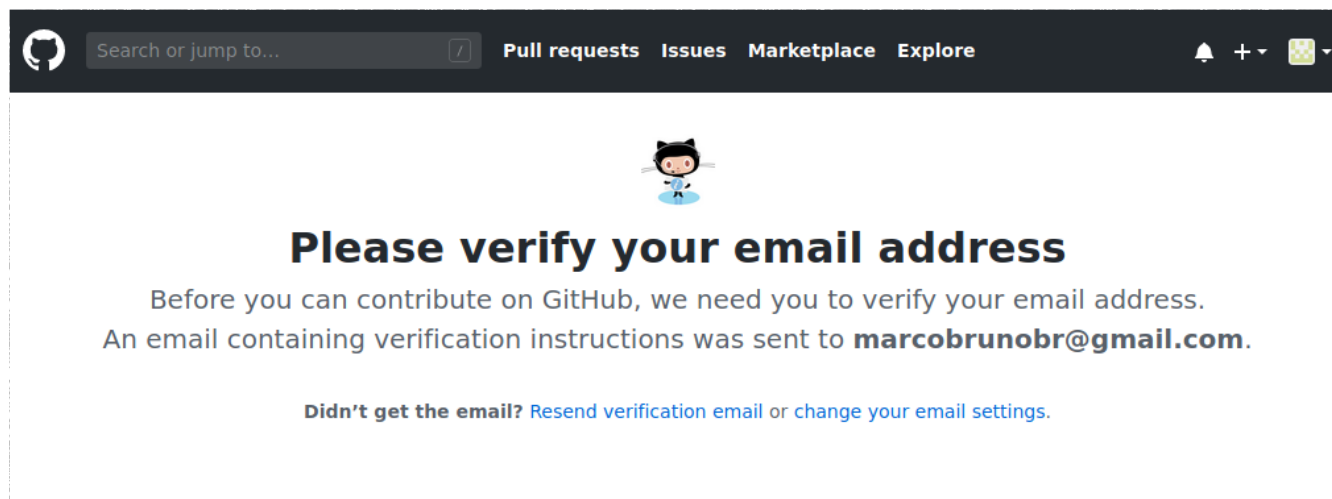 Search or jump to... /
Pull requests Issues Marketplace Explore
Please verify your email address
Before you can contribute on GitHub, we need you to verify your email address.
An email containing verification instructions was sent to marcobrunobr@gmail.com.
Didn’t get the email? Resend verification email or change your email settings.